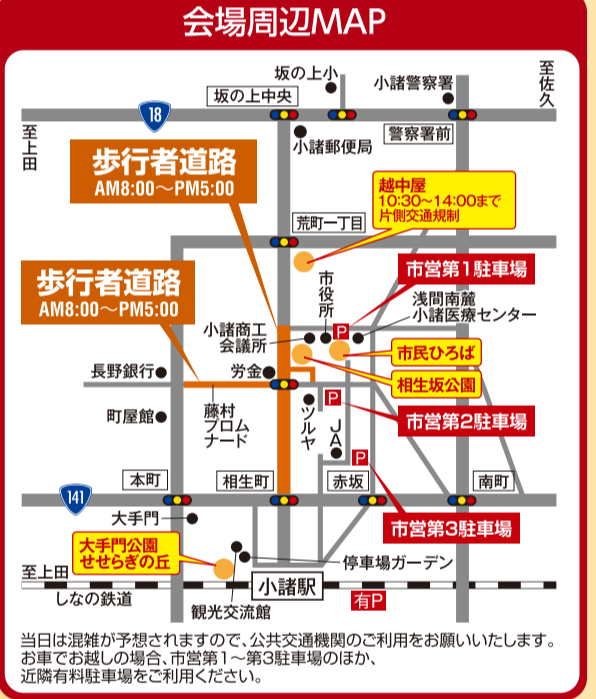 会場周辺MAP
坂の上小
小諸警察署
至佐久
坂の上中央
18
至上田
小諸郵便局
警察署前
歩行者道路
AM8:00～PM5:00
越中屋
10:30～14:00まで
片側交通規制
荒町一丁目
歩行者道路
AM8:00～PM5:00
市営第1駐車場
市役所
浅間南麓
小諸医療センター
P
小諸商工
会議所
市民ひろば
長野銀行
労金
相生坂公園
町屋館
藤村
プロム
ナード
ツルヤ
P
市営第2駐車場
JA
P
本町
相生町
赤坂
南町
141
大手門
市営第3駐車場
大手門公園
せせらぎの丘
停車場ガーデン
至上田
小諸駅
しなの鉄道
観光交流館
有P
当日は混雑が予想されますので、公共交通機関のご利用をお願いいたします。
お車でお越しの場合、市営第1～第3駐車場のほか、
近隣有料駐車場をご利用ください。